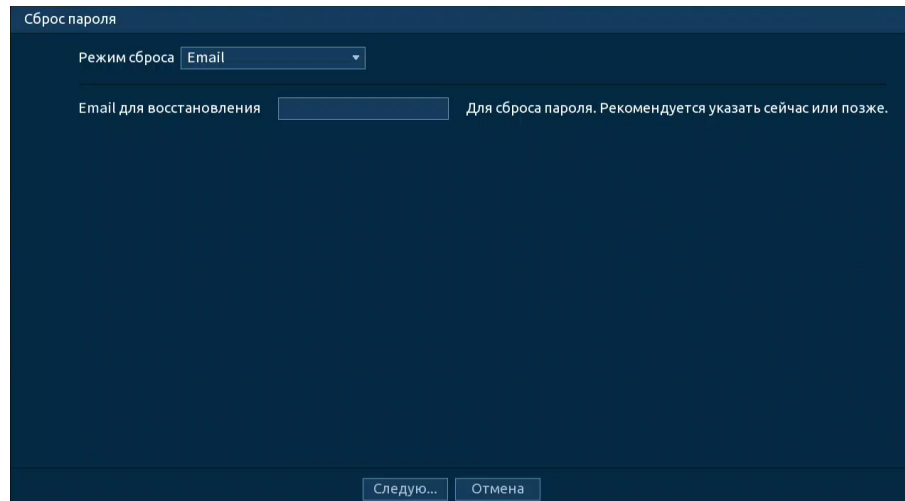 Сброс пароля
Режим сброса Email
Email для восстановления Для сброса пароля. Рекомендуется указать сейчас или позже.
Следую... Отмена